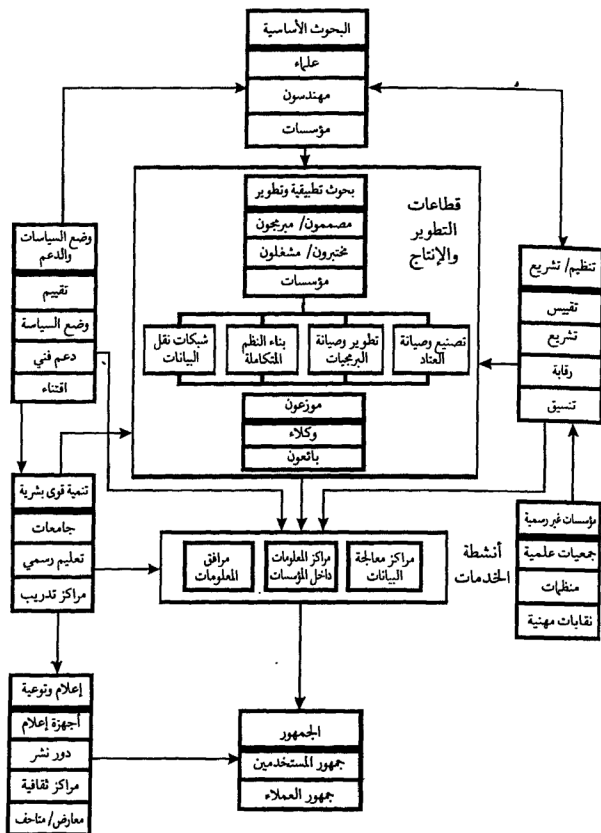 البحوث الأساسية
علماء
مهندسون
مؤسسات
قطاعات
التطوير
والإنتاج
بحوث تطبيقية وتطوير
مصممون/ مبرمجون
مختبرون/ مشغلون
مؤسسات
تصنيع وصيانة
العتاد
تطوير وصيانة
البرمجيات
بناء النظم
المتكاملة
شبكات نقل
البيانات
موزعون
وكلاء
بائعون
تنظيم/ تشريع
تقييس
تشريع
رقابة
تنسيق
وضع السياسات
والدعم
تقييم
وضع السياسة
دعم فني
اقتناء
مؤسسات غير رسمية
جمعيات علمية
منظمات
نقابات مهنية
تنمية قوى بشرية
جامعات
تعليم رسمي
مراكز تدريب
أنشطة
الخدمات
مراكز معالجة
البيانات
مراكز المعلومات
داخل المؤسسات
مرافق
المعلومات
إعلام وتوعية
أجهزة إعلام
دور نشر
مراكز ثقافية
معارض/ متاحف
الجمهور
جمهور المستخدمين
جمهور العملاء